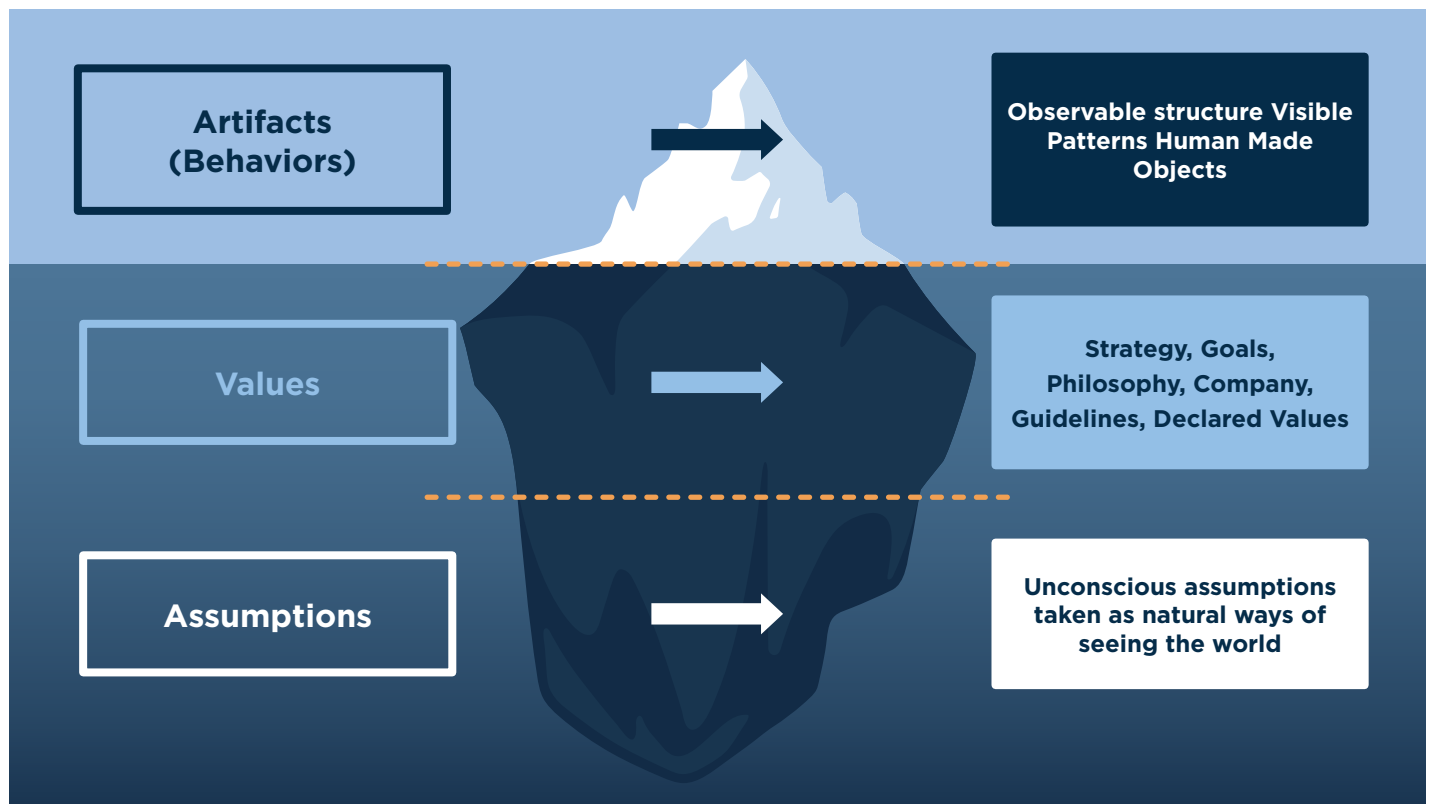 Artifacts
(Behaviors)
Observable structure Visible
Patterns Human Made
Objects
Values
Strategy, Goals,
Philosophy, Company,
Guidelines, Declared Values
Assumptions
Unconscious assumptions
taken as natural ways of
seeing the world